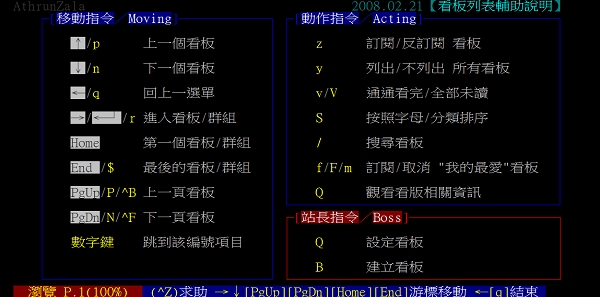 AthrunZala 2008.02.21【看板列表輔助說明】
移動指令／Moving
↑/p 上一個看板
↓/n 下一個看板
←/q 回上一選單
→/←┘/r 進入看板/群組
Home 第一個看板/群組
End /$ 最後的看板/群組
PgUp/P/^B 上一頁看板
PgDn/N/^F 下一頁看板
數字鍵 跳到該編號項目
動作指令／ Acting
z 訂閱/反訂閱 看板
y 列出/不列出 所有看板
v/V 通通看完/全部未讀
S 按照字母/分類排序
/ 搜尋看板
f/F/m 訂閱/取消 "我的最愛"看板
Q 觀看看版相關資訊
站長指令／ Boss
Q 設定看板
B 建立看板
瀏覽 P.1(100%) (^Z)求助 →↓[PgUp][PgDn][Home][End]游標移動 ←[q]結束